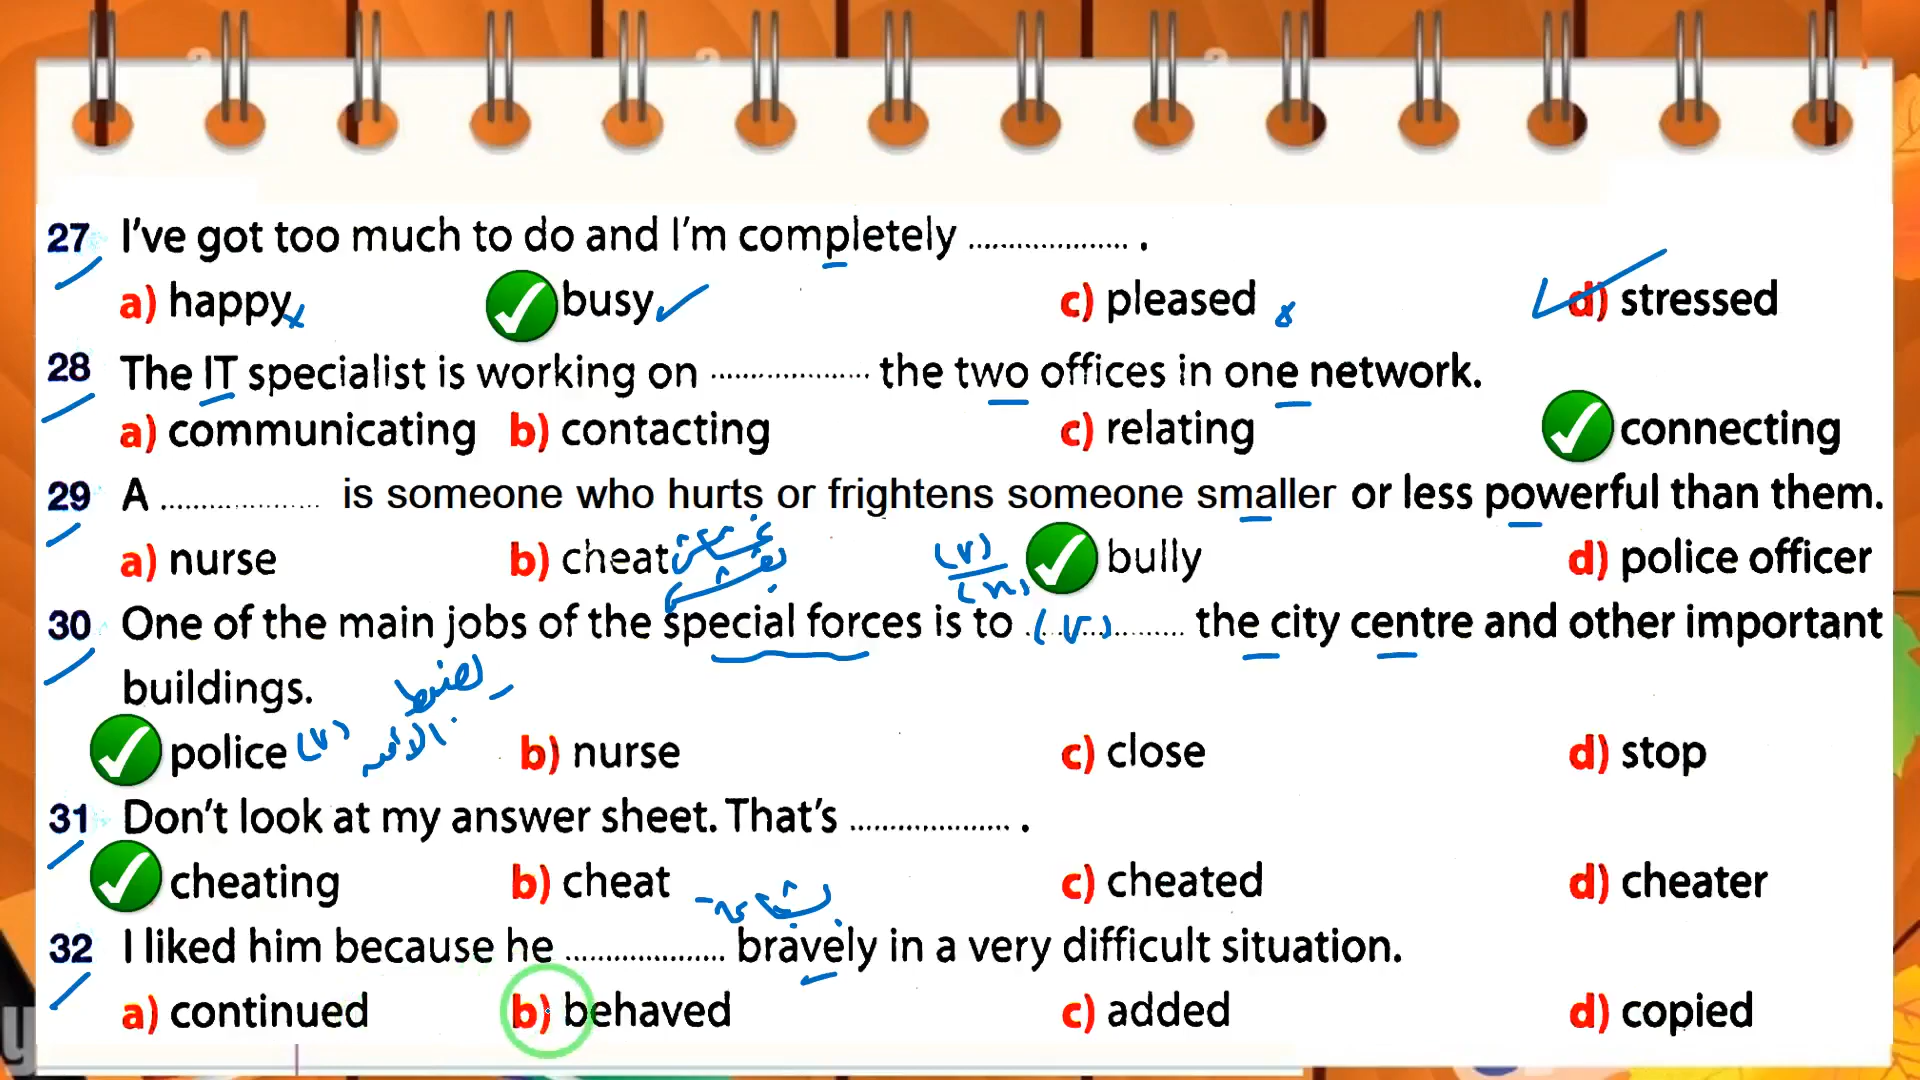 27 I've got too much to do and I'm completely .................... .
a) happy busy c) pleased d) stressed
28 The IT specialist is working on .................... the two offices in one network.
a) communicating b) contacting c) relating connecting
29 A .................... is someone who hurts or frightens someone smaller or less powerful than them.
a) nurse b) cheat (v) (n) bully d) police officer
30 One of the main jobs of the special forces is to .................... (v) the city centre and other important
buildings.
police (v) b) nurse c) close d) stop
31 Don't look at my answer sheet. That's .................... .
cheating b) cheat c) cheated d) cheater
32 I liked him because he .................... bravely in a very difficult situation.
a) continued b) behaved c) added d) copied